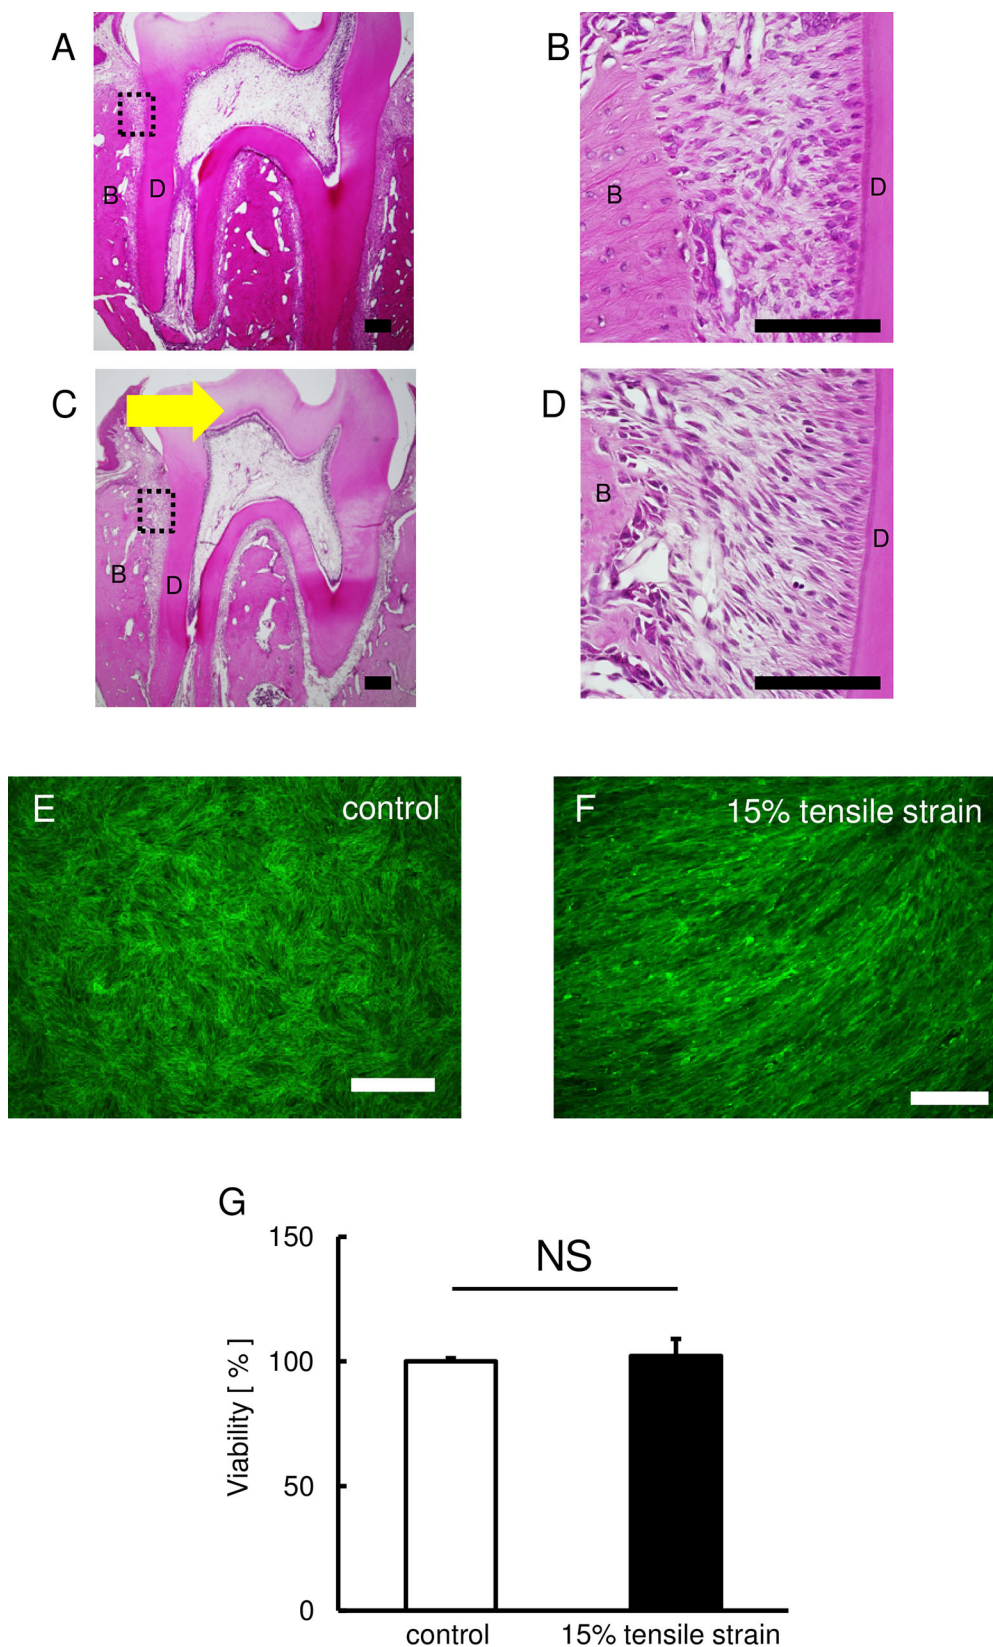 A
B
D
B
B
D
C
B
D
D
B
D
E
control
F
15% tensile strain
G
150
NS
100
Viability [ % ]
50
0
control
15% tensile strain